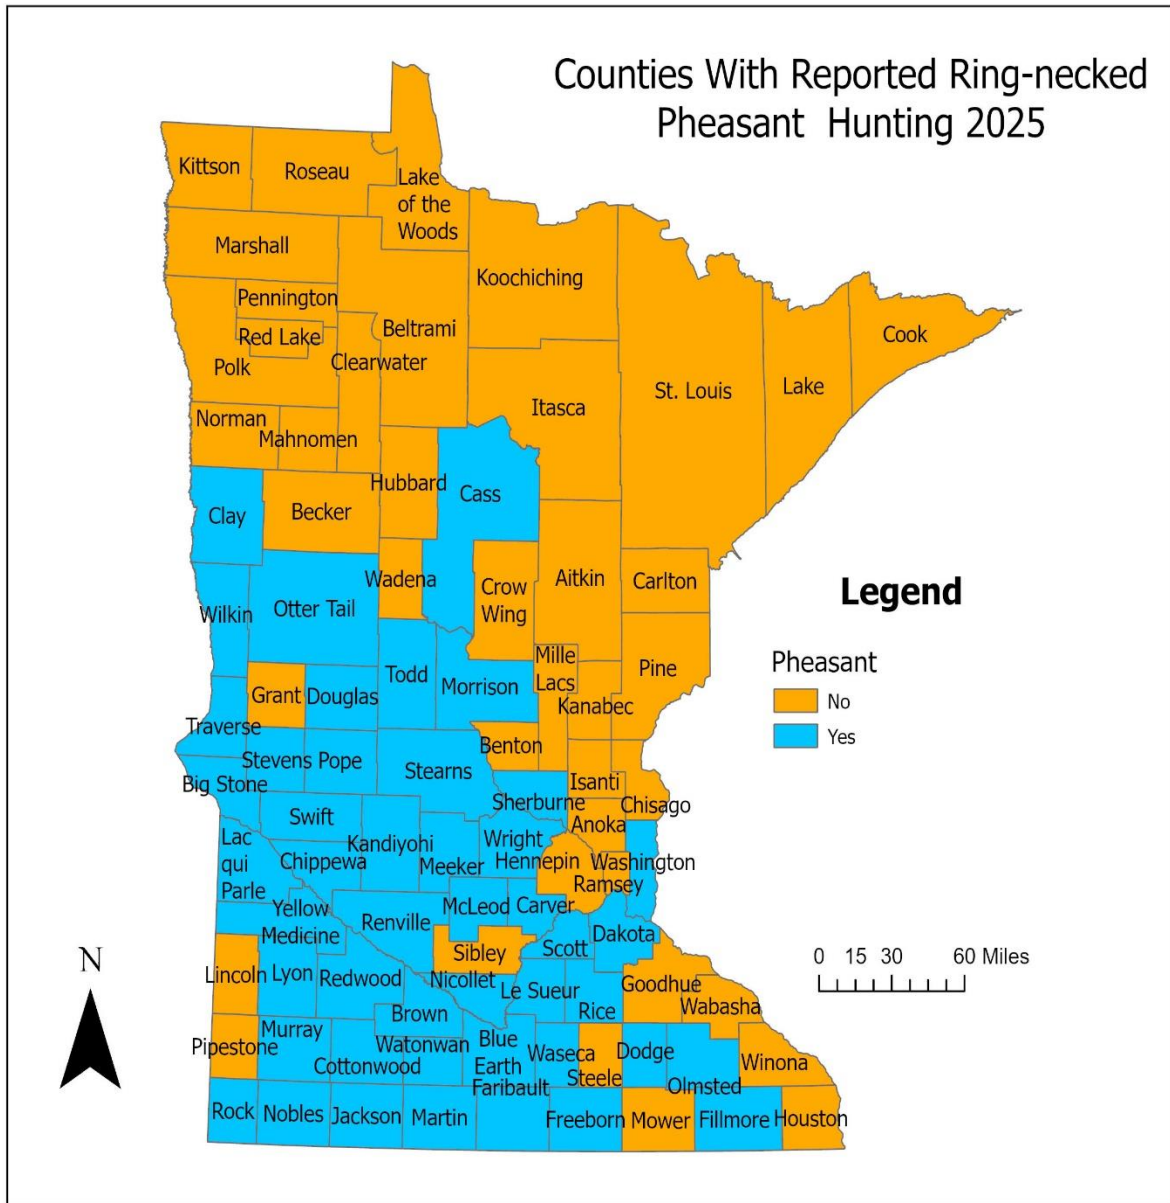 Counties With Reported Ring-necked
Pheasant Hunting 2025
Kittson
Roseau
Lake
of the
Woods
Marshall
Koochiching
Pennington
Beltrami
Red Lake
Cook
Polk
Clearwater
St. Louis
Lake
Itasca
Norman
Mahnomen
Hubbard
Cass
Clay
Becker
Wadena
Crow
Wing
Aitkin
Carlton
Legend
Wilkin
Otter Tail
Pheasant
No
Yes
Mille
Lacs
Pine
Todd
Morrison
Grant
Douglas
Kanabec
Traverse
Benton
Stevens
Pope
Stearns
Big Stone
Isanti
Sherburne
Chisago
Swift
Anoka
Lac
qui
Parle
Kandiyohi
Wright
Chippewa
Meeker
Hennepin
Washington
Ramsey
Yellow
Medicine
McLeod
Carver
Renville
Dakota
Scott
Sibley
N
0 15 30 60 Miles
Lincoln
Lyon
Redwood
Nicollet
Le Sueur
Goodhue
Rice
Wabasha
Brown
Murray
Pipestone
Watonwan
Blue
Earth
Cottonwood
Waseca
Steele
Dodge
Winona
Olmsted
Faribault
Rock
Nobles
Jackson
Martin
Freeborn
Mower
Fillmore
Houston